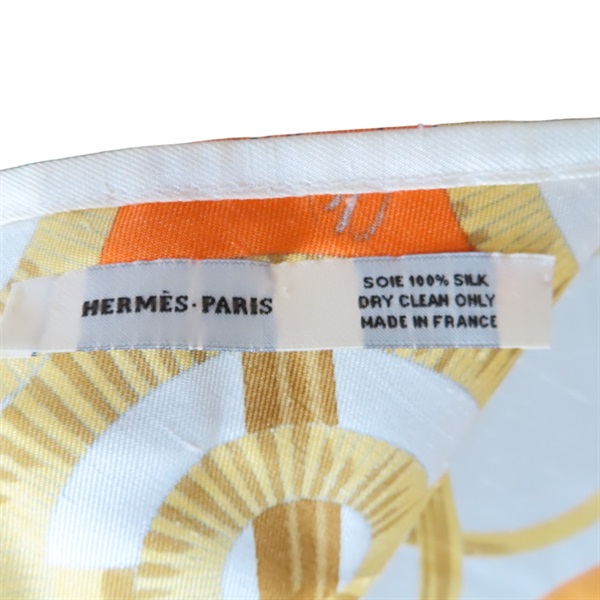 HERMÈS-PARIS
SOIE 100% SILK
DRY CLEAN ONLY
MADE IN FRANCE